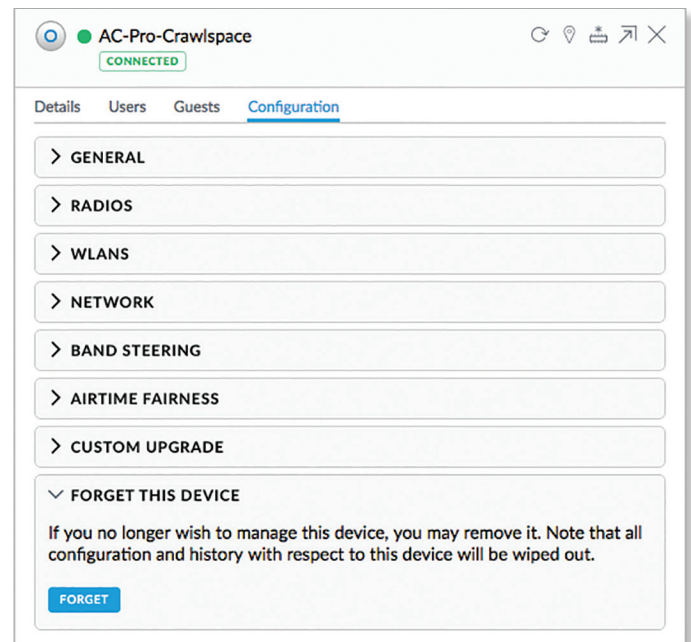 AC-Pro-Crawlspace
CONNECTED
Details Users Guests Configuration
GENERAL
RADIOS
WLANS
NETWORK
BAND STEERING
AIRTIME FAIRNESS
CUSTOM UPGRADE
FORGET THIS DEVICE
If you no longer wish to manage this device, you may remove it. Note that all
configuration and history with respect to this device will be wiped out.
FORGET